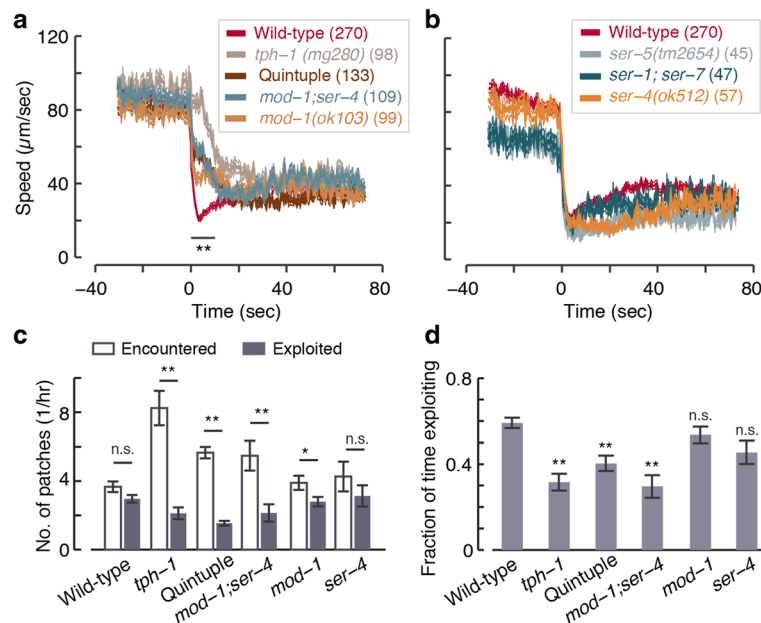 a
Wild-type (270)
tph−1 (mg280) (98)
Quintuple (133)
mod−1;ser−4 (109)
mod−1(ok103) (99)
120
80
40
0
Speed (µm/sec)
**
−40
0
40
80
Time (sec)
b
Wild-type (270)
ser−5(tm2654) (45)
ser−1; ser−7 (47)
ser−4(ok512) (57)
−40
0
40
80
Time (sec)
c
Encountered
Exploited
No. of patches (1/hr)
8
4
0
n.s.
**
**
**
*
n.s.
Wild-type
tph−1
Quintuple
mod−1;ser−4
mod−1
ser−4
d
Fraction of time exploiting
0.8
0.4
0
**
**
**
n.s.
n.s.
Wild-type
tph−1
Quintuple
mod−1;ser−4
mod−1
ser−4